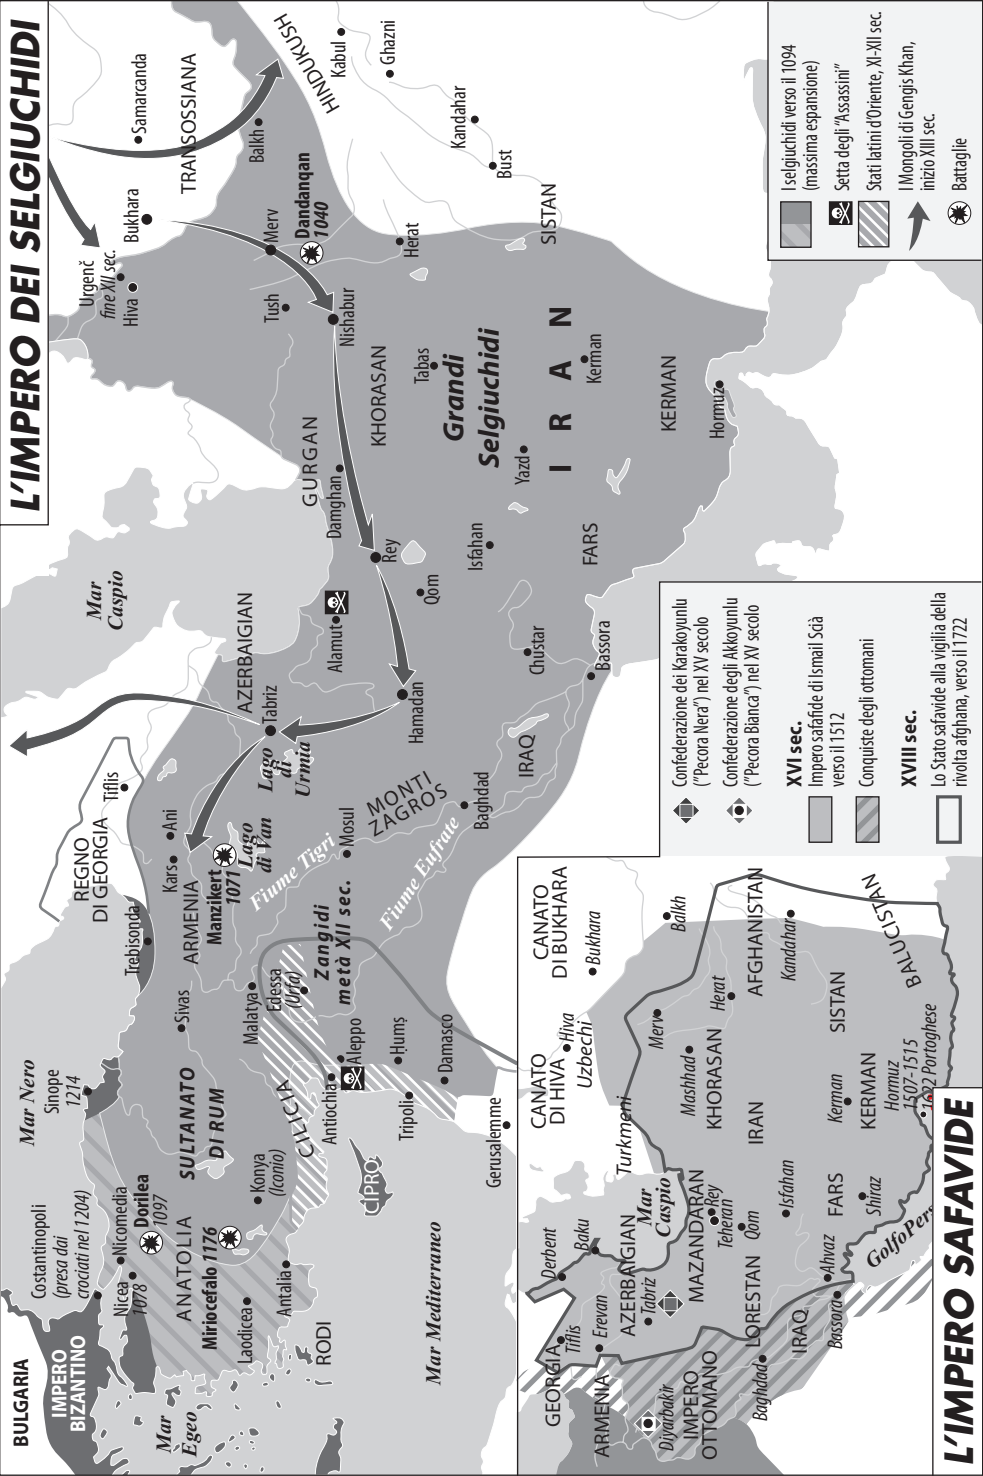 L'IMPERO DEI SELGIUCHIDI
BULGARIA
IMPERO
BIZANTINO
Costantinopoli
(presa dai
crociati nel 1204)
Nicomedia
Nicea
1078
Dorilea
1097
ANATOLIA
Miriocefalo 1176
Laodicea
Antalia
Konya
(Iconio)
RODI
Mar
Egeo
Mar Mediterraneo
Mar Nero
Sinope
1214
SULTANATO
DI RUM
CILICIA
CIPRO
Sivas
Trebisonda
Malatya
Edessa
(Urfa)
Antiochia
Aleppo
Ḥumṣ
Tripoli
Damasco
Gerusalemme
Zangidi
metà XII sec.
REGNO
DI GEORGIA
Tiflis
Kars
Ani
ARMENIA
Manzikert
1071
Lago
di Van
Fiume Tigri
Fiume Eufrate
Mosul
MONTI
ZAGROS
Baghdad
IRAQ
Lago
di
Urmia
Tabriz
AZERBAIGIAN
Mar
Caspio
Alamut
Hamadan
Rey
Qom
Chustar
Bassora
Isfahan
FARS
GURGAN
Damghan
KHORASAN
Nishabur
Tush
Tabas
Grandi
Selgiuchidi
Yazd
IRAN
Kerman
KERMAN
Hormuz
Urgenč
fine XII sec.
Hiva
Bukhara
Samarcanda
TRANSOSSIANA
Balkh
Merv
Dandanqan
1040
Herat
SISTAN
HINDUKUSH
Kabul
Ghazni
Kandahar
Bust
I selgiuchidi verso il 1094
(massima espansione)
Setta degli "Assassini"
Stati latini d'Oriente, XI-XII sec.
I Mongoli di Gengis Khan,
inizio XIII sec.
Battaglie
L'IMPERO SAFAVIDE
GEORGIA
Tiflis
ARMENIA
Erevan
Derbent
Baku
AZERBAIGIAN
Tabriz
Mar
Caspio
Diyarbakir
IMPERO
OTTOMANO
Baghdad
LORESTAN
IRAQ
Bassora
Ahvaz
MAZANDARAN
Rey
Teheran
Qom
Isfahan
FARS
Shiraz
Turkmeni
CANATO
DI HIVA
Hiva
Uzbechi
CANATO
DI BUKHARA
Bukhara
Balkh
Merv
Mashhad
KHORASAN
Herat
AFGHANISTAN
Kandahar
IRAN
SISTAN
BALUCISTAN
Kerman
KERMAN
Hormuz
1507-1515
Portoghese
Confederazione dei Karakoyunlu
("Pecora Nera") nel XV secolo
Confederazione degli Akkoyunlu
("Pecora Bianca") nel XV secolo
XVI sec.
Impero safafide di Ismail Scià
verso il 1512
Conquiste degli ottomani
XVIII sec.
Lo Stato safavide alla vigilia della
rivolta afghana, verso il 1722